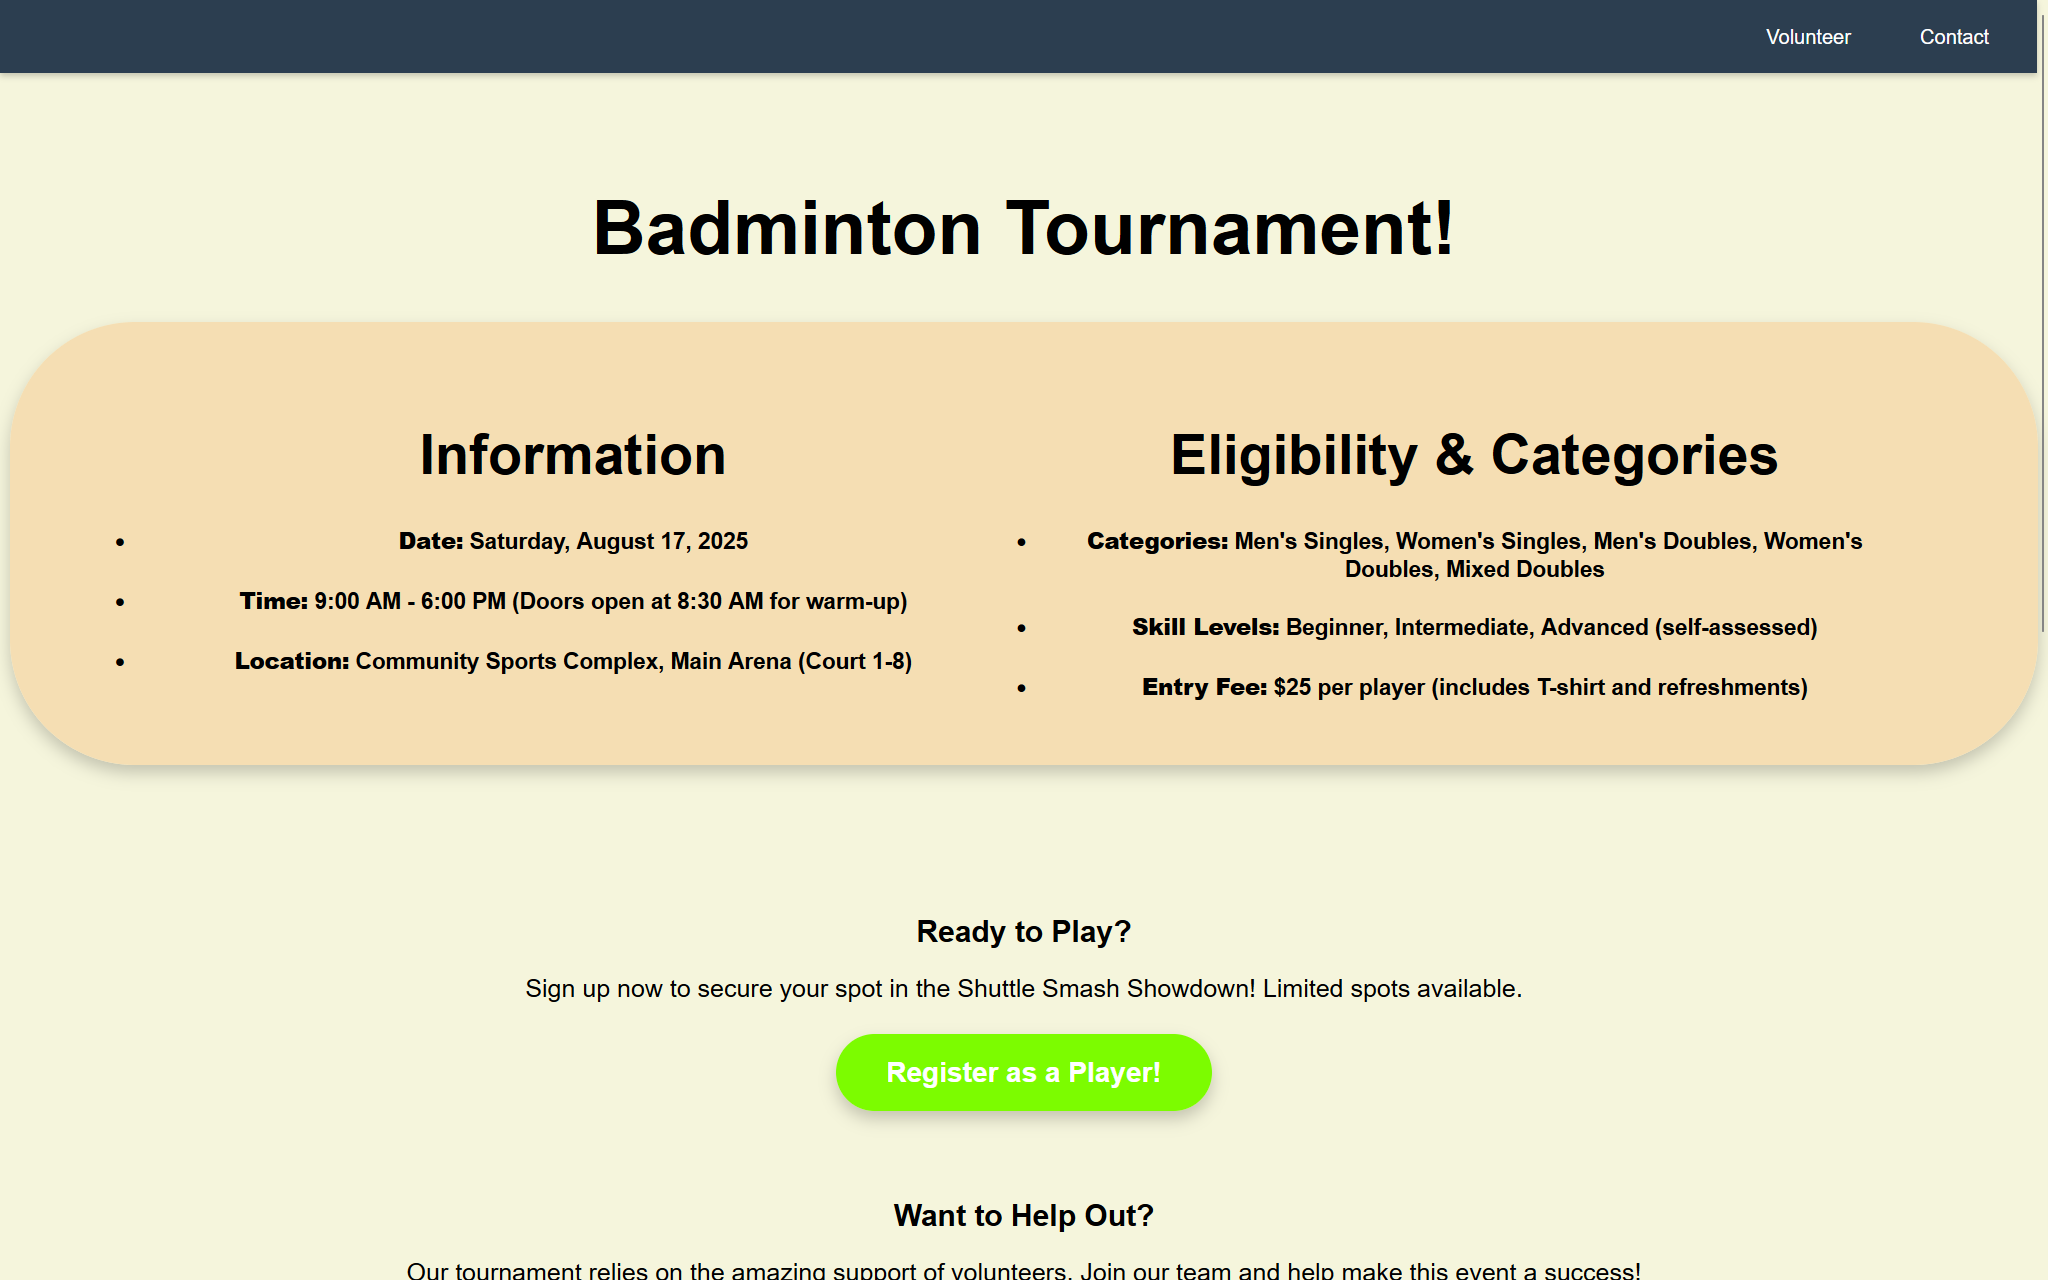 Volunteer Contact
Badminton Tournament!
Information
• Date: Saturday, August 17, 2025
• Time: 9:00 AM - 6:00 PM (Doors open at 8:30 AM for warm-up)
• Location: Community Sports Complex, Main Arena (Court 1-8)
Eligibility & Categories
• Categories: Men's Singles, Women's Singles, Men's Doubles, Women's
Doubles, Mixed Doubles
• Skill Levels: Beginner, Intermediate, Advanced (self-assessed)
• Entry Fee: $25 per player (includes T-shirt and refreshments)
Ready to Play?
Sign up now to secure your spot in the Shuttle Smash Showdown! Limited spots available.
Register as a Player!
Want to Help Out?
Our tournament relies on the amazing support of volunteers. Join our team and help make this event a success!